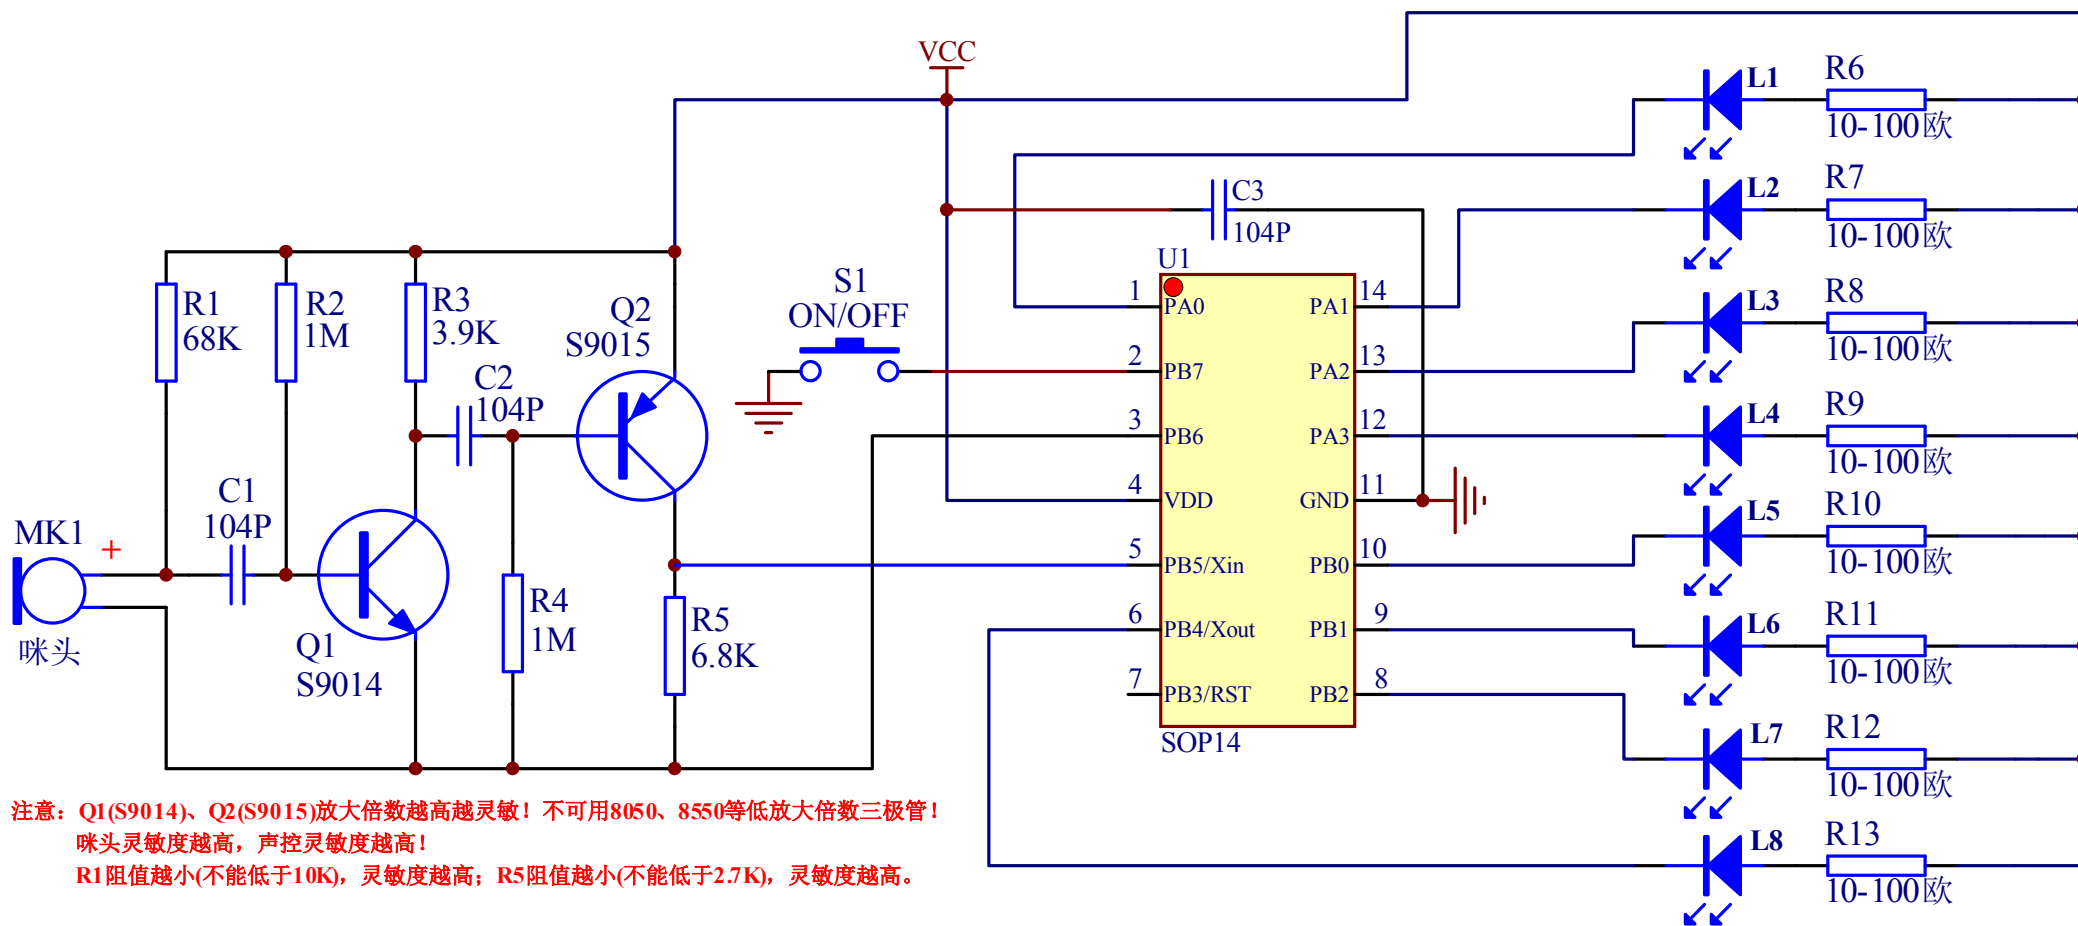 VCC
L1
R6
10-100欧
L2
R7
10-100欧
C3
104P
U1
S1
ON/OFF
R1
68K
R2
1M
R3
3.9K
Q2
S9015
C2
104P
1
PA0
PA1
14
2
PB7
PA2
13
3
PB6
PA3
12
4
VDD
GND
11
5
PB5/Xin
PB0
10
6
PB4/Xout
PB1
9
7
PB3/RST
PB2
8
SOP14
L3
R8
10-100欧
L4
R9
10-100欧
L5
R10
10-100欧
L6
R11
10-100欧
L7
R12
10-100欧
L8
R13
10-100欧
C1
104P
MK1
+
咪头
Q1
S9014
R4
1M
R5
6.8K
注意：Q1(S9014)、Q2(S9015)放大倍数越高越灵敏！不可用8050、8550等低放大倍数三极管！
咪头灵敏度越高，声控灵敏度越高！
R1阻值越小(不能低于10K)，灵敏度越高；R5阻值越小(不能低于2.7K)，灵敏度越高。